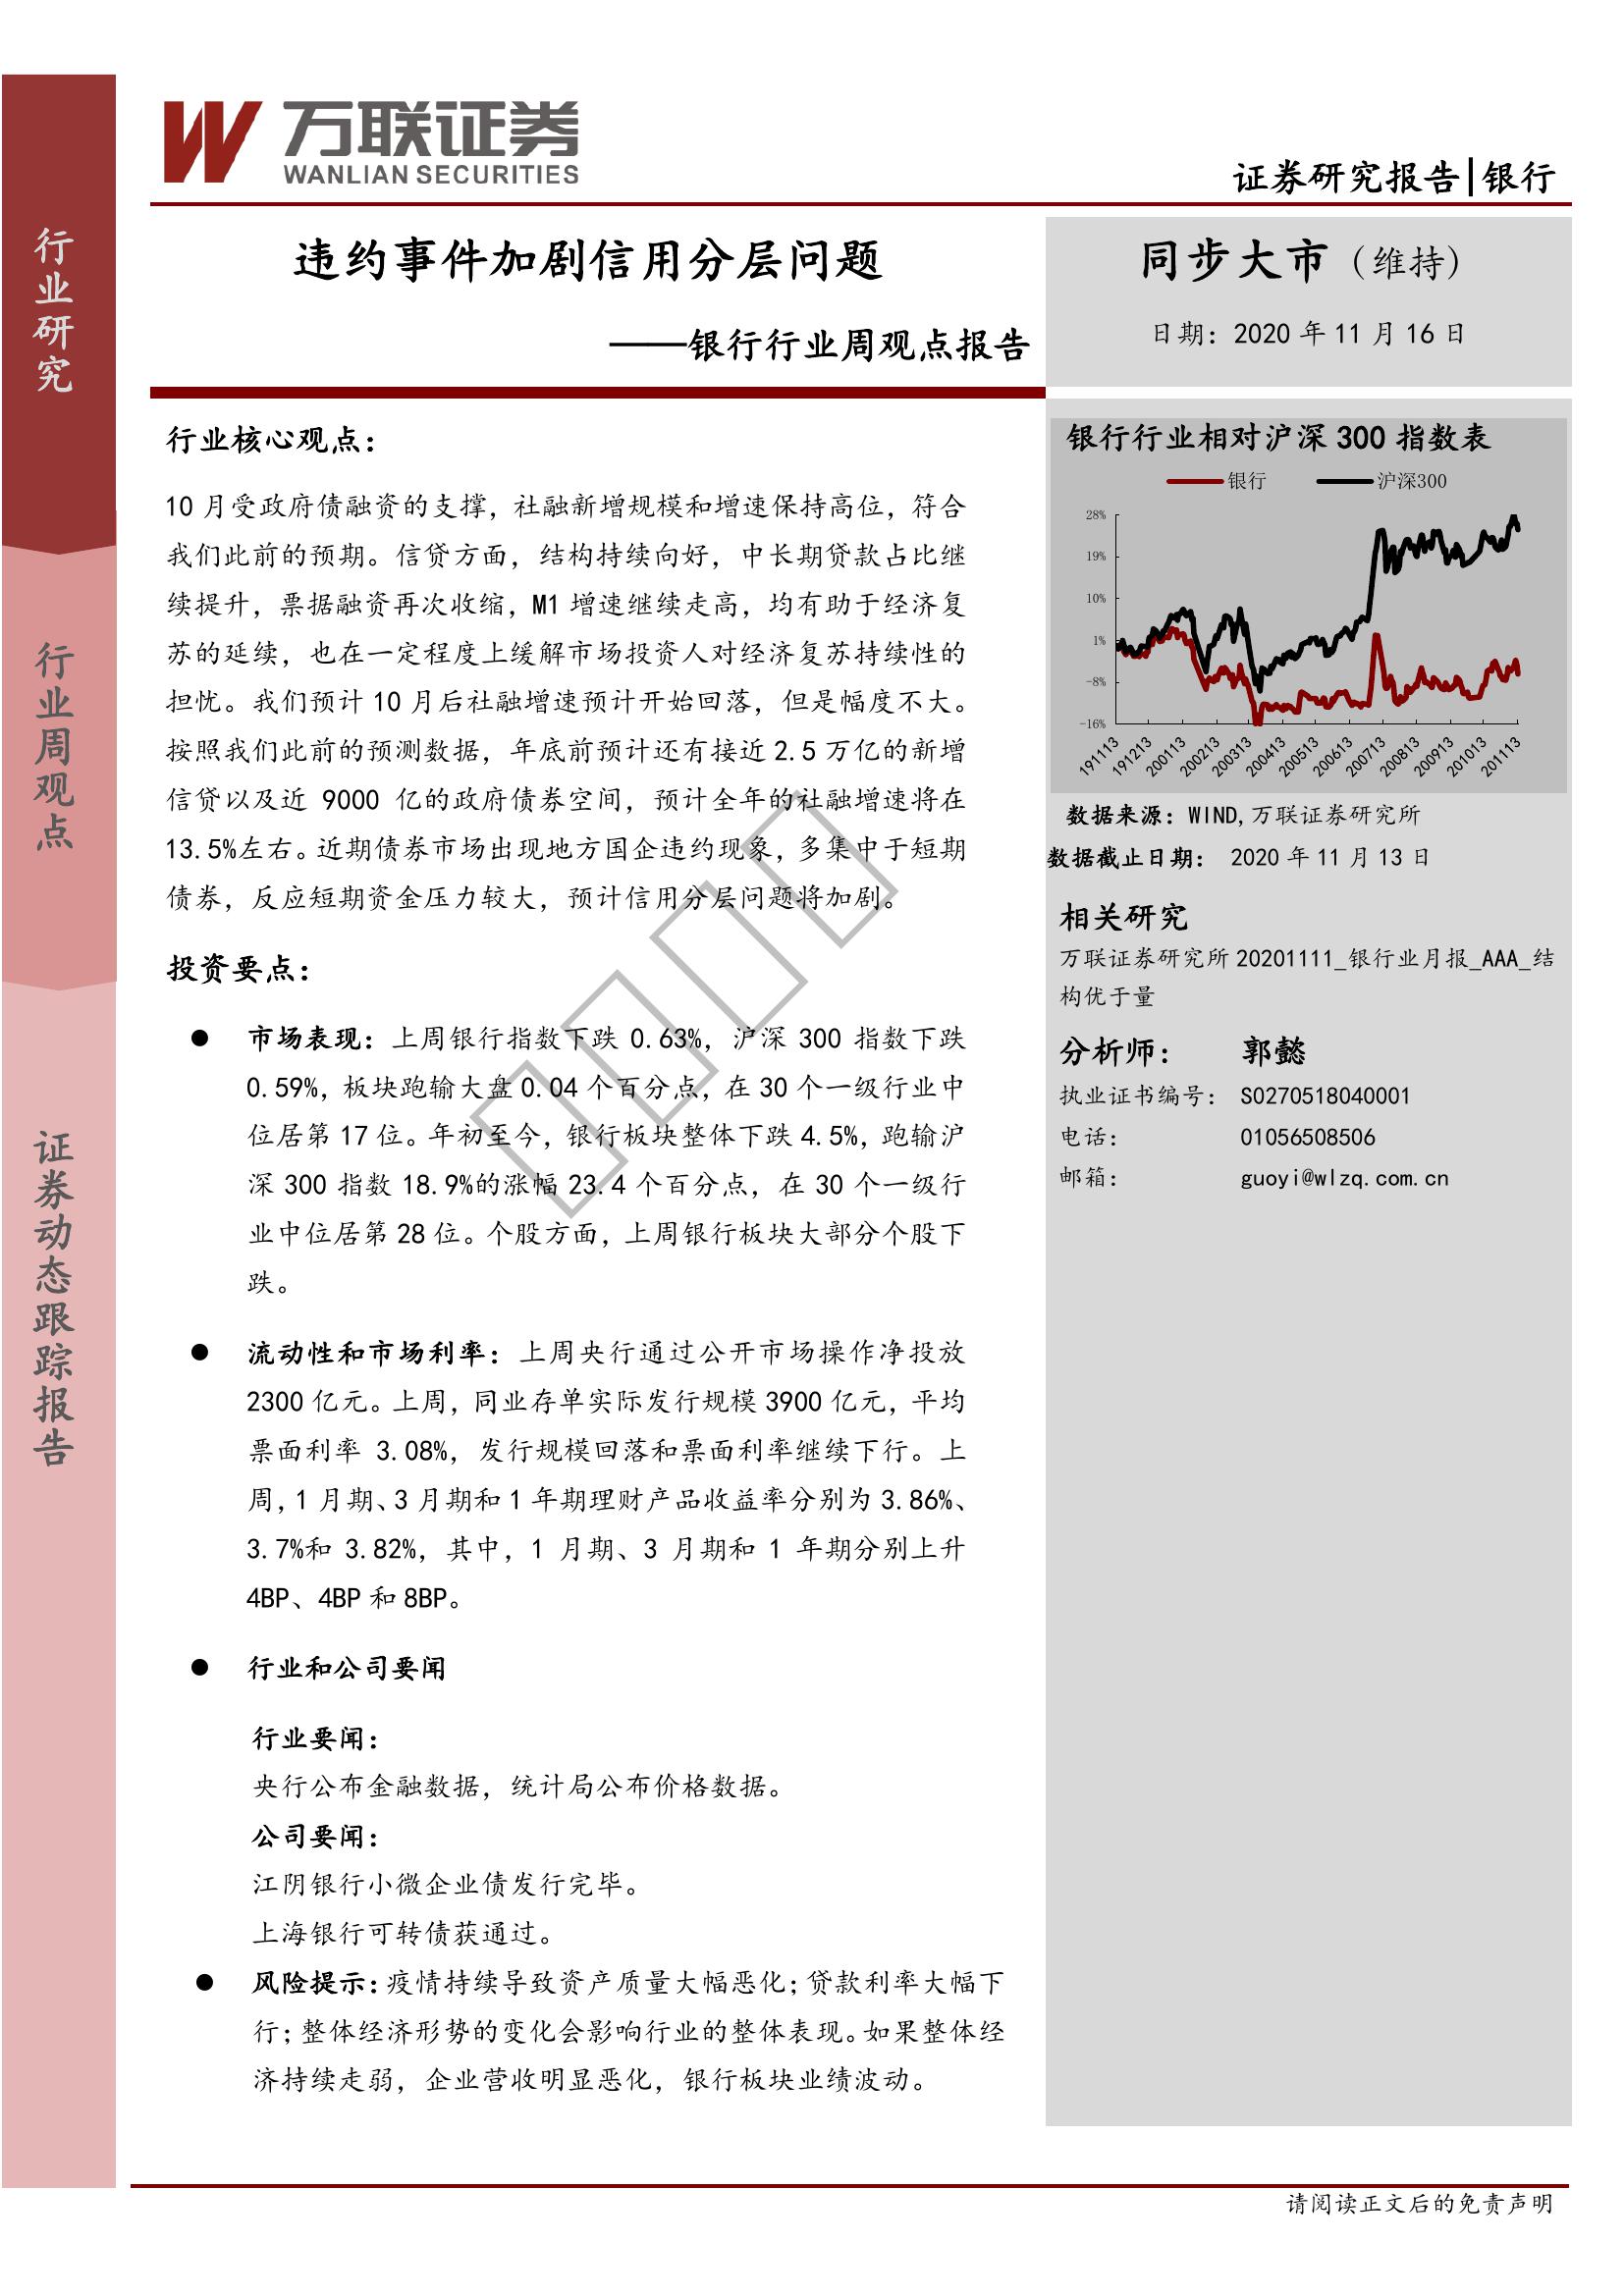 万联证券
WANLIAN SECURITIES
证券研究报告|银行
行业研究
行业周观点
证券动态跟踪报告
违约事件加剧信用分层问题
——银行行业周观点报告
同步大市（维持）
日期：2020 年 11 月 16 日
行业核心观点：
10 月受政府债融资的支撑，社融新增规模和增速保持高位，符合
我们此前的预期。信贷方面，结构持续向好，中长期贷款占比继
续提升，票据融资再次收缩，M1 增速继续走高，均有助于经济复
苏的延续，也在一定程度上缓解市场投资人对经济复苏持续性的
担忧。我们预计 10 月后社融增速预计开始回落，但是幅度不大。
按照我们此前的预测数据，年底前预计还有接近 2.5 万亿的新增
信贷以及近 9000 亿的政府债券空间，预计全年的社融增速将在
13.5%左右。近期债券市场出现地方国企违约现象，多集中于短期
债券，反应短期资金压力较大，预计信用分层问题将加剧。
投资要点：
● 市场表现：上周银行指数下跌 0.63%，沪深 300 指数下跌
0.59%，板块跑输大盘 0.04 个百分点，在 30 个一级行业中
位居第 17 位。年初至今，银行板块整体下跌 4.5%，跑输沪
深 300 指数 18.9%的涨幅 23.4 个百分点，在 30 个一级行
业中位居第 28 位。个股方面，上周银行板块大部分个股下
跌。
● 流动性和市场利率：上周央行通过公开市场操作净投放
2300 亿元。上周，同业存单实际发行规模 3900 亿元，平均
票面利率 3.08%，发行规模回落和票面利率继续下行。上
周，1 月期、3 月期和 1 年期理财产品收益率分别为 3.86%、
3.7%和 3.82%，其中，1 月期、3 月期和 1 年期分别上升
4BP、4BP 和 8BP。
● 行业和公司要闻
行业要闻：
央行公布金融数据，统计局公布价格数据。
公司要闻：
江阴银行小微企业债发行完毕。
上海银行可转债获通过。
● 风险提示：疫情持续导致资产质量大幅恶化；贷款利率大幅下
行；整体经济形势的变化会影响行业的整体表现。如果整体经
济持续走弱，企业营收明显恶化，银行板块业绩波动。
银行行业相对沪深 300 指数表
银行 沪深300
28%
19%
10%
1%
-8%
-16%
191113 191213 200113 200213 200313 200413 200513 200613 200713 200813 200913 201013 201113
数据来源：WIND,万联证券研究所
数据截止日期： 2020 年 11 月 13 日
相关研究
万联证券研究所 20201111_银行业月报_AAA_结
构优于量
分析师： 郭懿
执业证书编号： S0270518040001
电话： 01056508506
邮箱： guoyi@wlzq.com.cn
请阅读正文后的免责声明